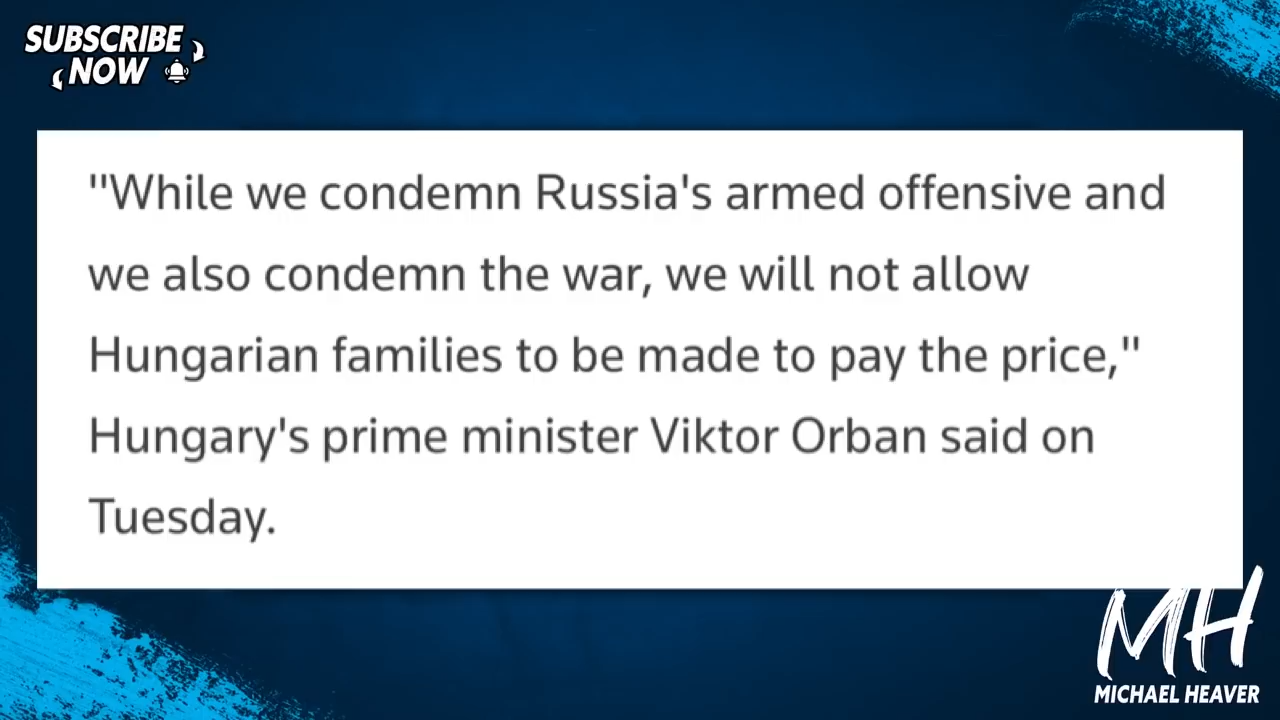 SUBSCRIBE
NOW
"While we condemn Russia's armed offensive and
we also condemn the war, we will not allow
Hungarian families to be made to pay the price,"
Hungary's prime minister Viktor Orban said on
Tuesday.
MH
MICHAEL HEAVER